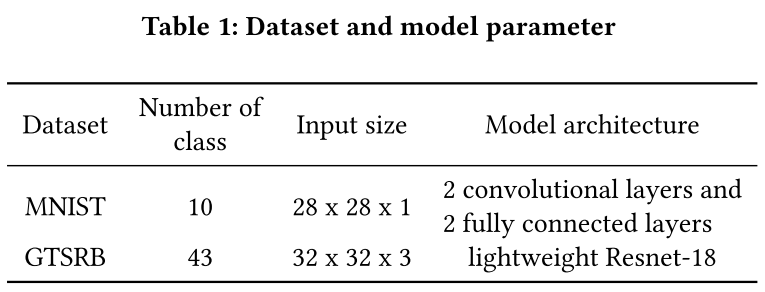 Table 1: Dataset and model parameter
Dataset Number of class Input size Model architecture
MNIST 10 28 x 28 x 1 2 convolutional layers and
2 fully connected layers
GTSRB 43 32 x 32 x 3 lightweight Resnet-18